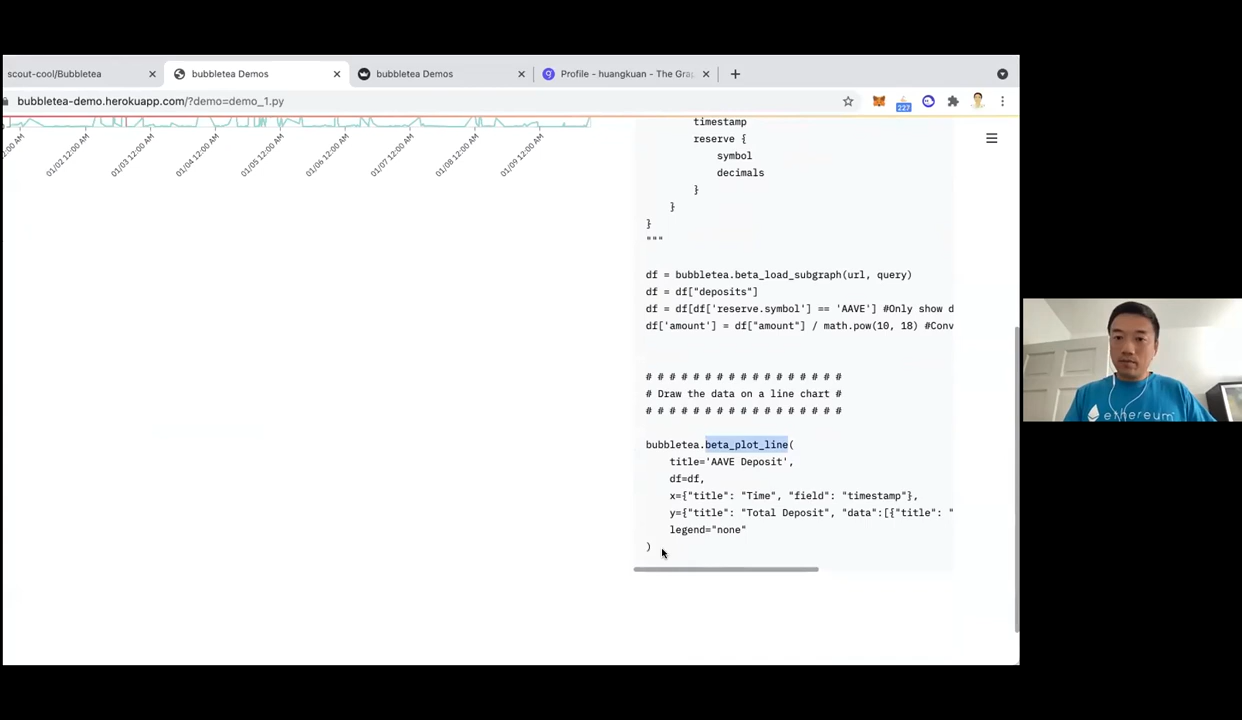 scout-cool/Bubbletea
bubbletea Demos
bubbletea Demos
Profile - huangkuan - The Gra
bubbletea-demo.herokuapp.com/?demo=demo_1.py
227
2:00 AM
01/02 12:00 AM
01/03 12:00 AM
01/04 12:00 AM
01/05 12:00 AM
01/06 12:00 AM
01/07 12:00 AM
01/08 12:00 AM
01/09 12:00 AM
timestamp
reserve {
symbol
decimals
}
}
}
"""
df = bubbletea.beta_load_subgraph(url, query)
df = df["deposits"]
df = df[df['reserve.symbol'] == 'AAVE'] #Only show d
df['amount'] = df["amount"] / math.pow(10, 18) #Conv
# # # # # # # # # # # # # # # # #
# Draw the data on a line chart #
# # # # # # # # # # # # # # # # #
bubbletea.beta_plot_line(
title='AAVE Deposit',
df=df,
x={"title": "Time", "field": "timestamp"},
y={"title": "Total Deposit", "data":[{"title": "
legend="none"
)
ethereum